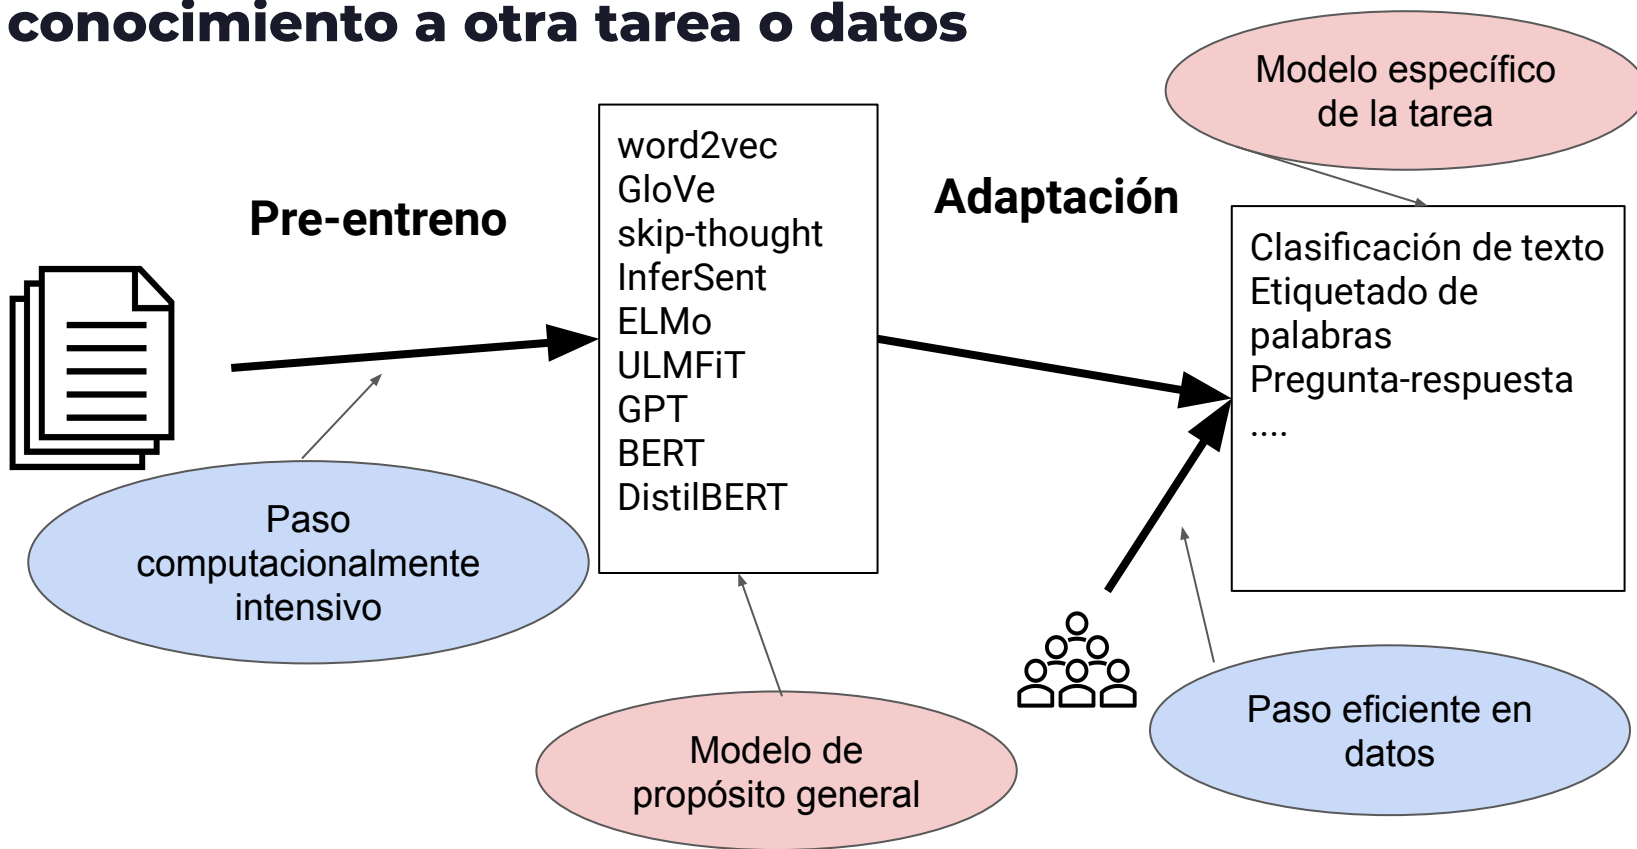 conocimiento a otra tarea o datos
Modelo específico
de la tarea
Pre-entreno
word2vec
GloVe
skip-thought
InferSent
ELMo
ULMFiT
GPT
BERT
DistilBERT
Adaptación
Clasificación de texto
Etiquetado de
palabras
Pregunta-respuesta
....
Paso
computacionalmente
intensivo
Modelo de
propósito general
Paso eficiente en
datos